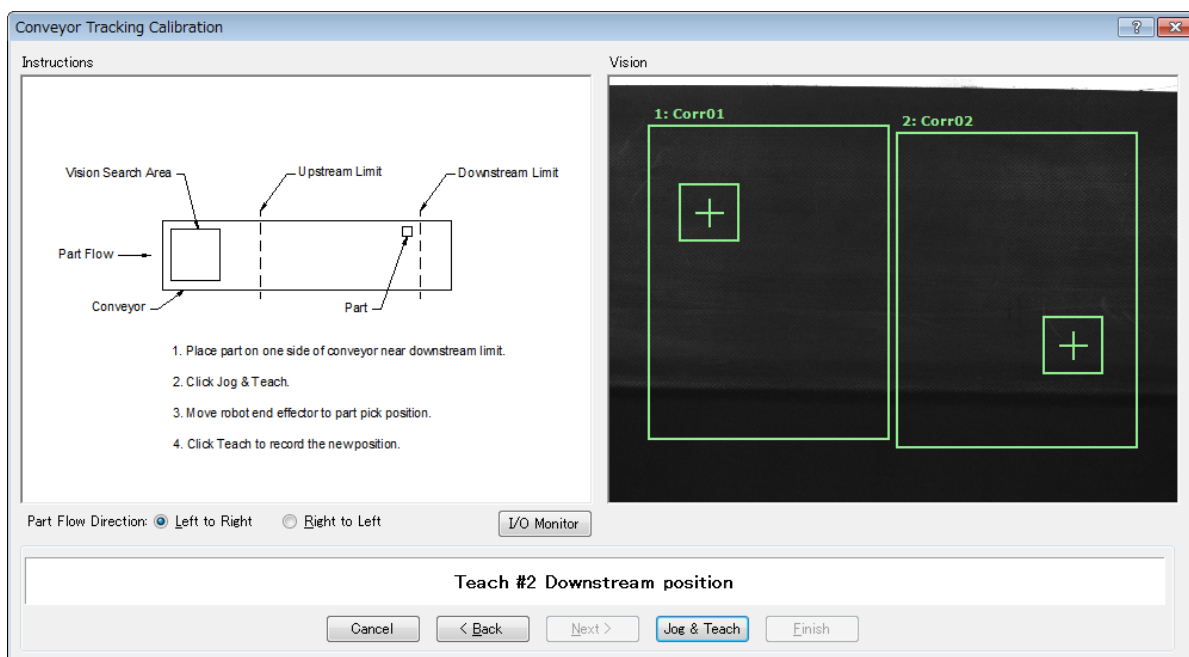 Conveyor Tracking Calibration
Instructions
Vision
Vision Search Area
Upstream Limit
Downstream Limit
Part Flow
Conveyor
Part
1. Place part on one side of conveyor near downstream limit.
2. Click Jog & Teach.
3. Move robot end effector to part pick position.
4. Click Teach to record the new position.
1: Corr01
2: Corr02
Part Flow Direction: Left to Right Right to Left
I/O Monitor
Teach #2 Downstream position
Cancel
< Back
Next >
Jog & Teach
Finish